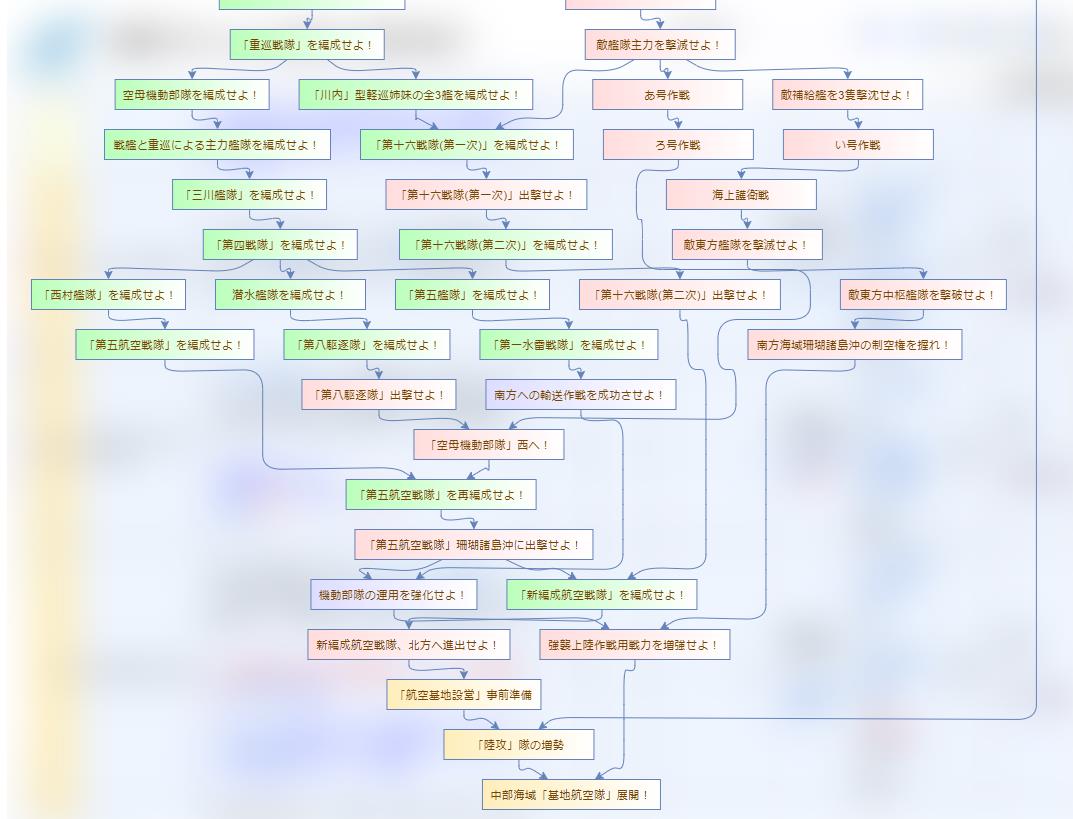 「重巡戦隊」を編成せよ！
敵艦隊主力を撃滅せよ！
空母機動部隊を編成せよ！
「川内」型軽巡姉妹の全3艦を編成せよ！
あ号作戦
敵補給艦を3隻撃沈せよ！
戦艦と重巡による主力艦隊を編成せよ！
「第十六戦隊(第一次)」を編成せよ！
ろ号作戦
い号作戦
「三川艦隊」を編成せよ！
「第十六戦隊(第一次)」出撃せよ！
海上護衛戦
「第四戦隊」を編成せよ！
「第十六戦隊(第二次)」を編成せよ！
敵東方艦隊を撃滅せよ！
「西村艦隊」を編成せよ！
潜水艦隊を編成せよ！
「第五艦隊」を編成せよ！
「第十六戦隊(第二次)」出撃せよ！
敵東方中枢艦隊を撃破せよ！
「第五航空戦隊」を編成せよ！
「第八駆逐隊」を編成せよ！
「第一水雷戦隊」を編成せよ！
南方海域珊瑚諸島沖の制空権を握れ！
「第八駆逐隊」出撃せよ！
南方への輸送作戦を成功させよ！
「空母機動部隊」西へ！
「第五航空戦隊」を再編成せよ！
「第五航空戦隊」珊瑚諸島沖に出撃せよ！
機動部隊の運用を強化せよ！
「新編成航空戦隊」を編成せよ！
新編成航空戦隊、北方へ進出せよ！
強襲上陸作戦用戦力を増強せよ！
「航空基地設営」事前準備
「陸攻」隊の増勢
中部海域「基地航空隊」展開！